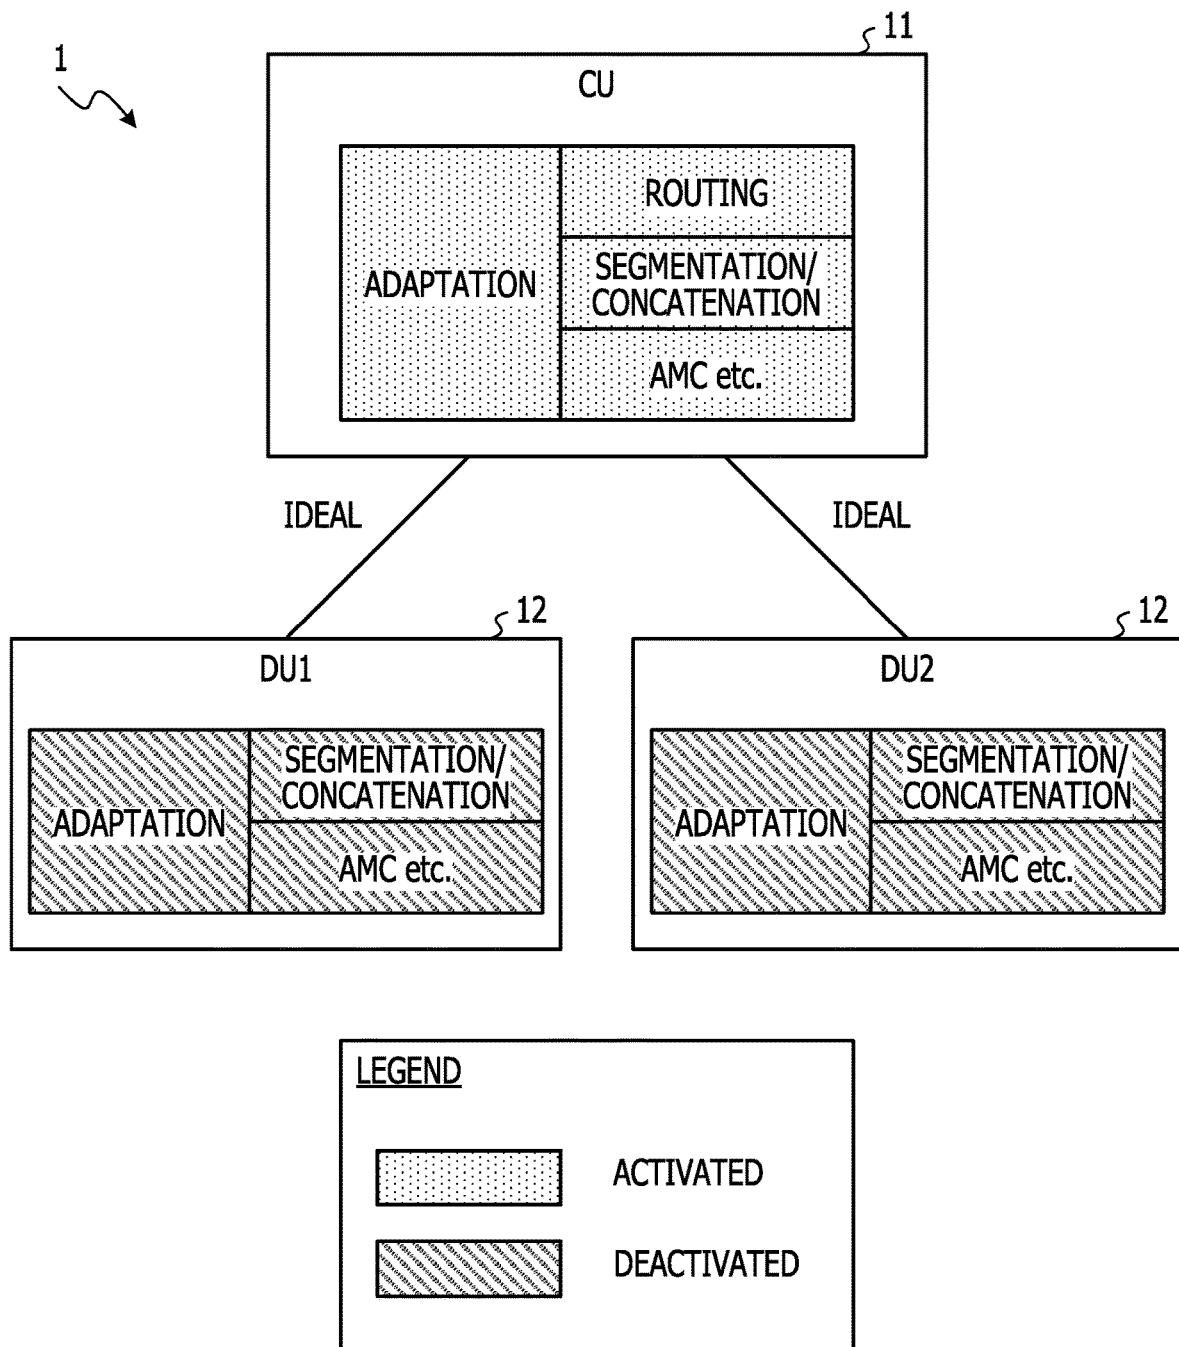 1
11
CU
ADAPTATION
ROUTING
SEGMENTATION/
CONCATENATION
AMC etc.
IDEAL
IDEAL
12
DU1
ADAPTATION
SEGMENTATION/
CONCATENATION
AMC etc.
12
DU2
ADAPTATION
SEGMENTATION/
CONCATENATION
AMC etc.
LEGEND
ACTIVATED
DEACTIVATED